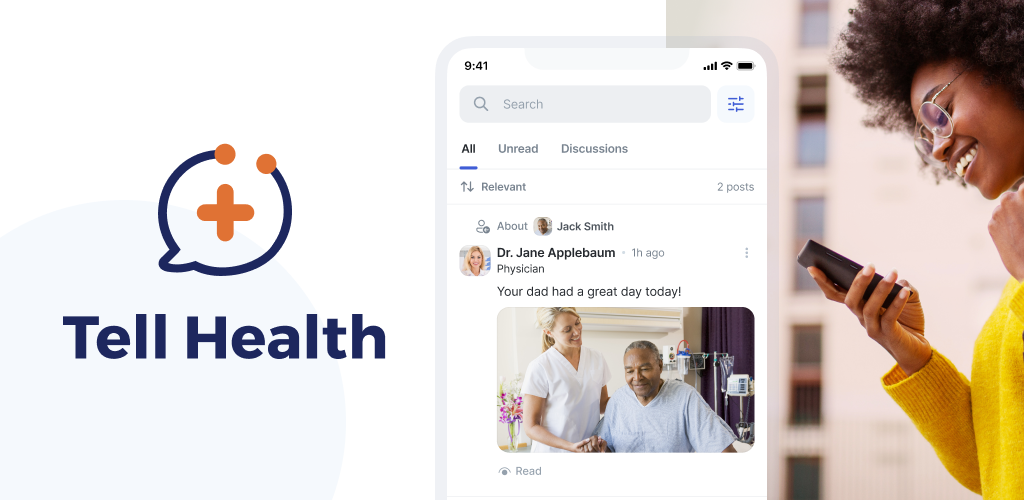 Tell Health
9:41
Search
All Unread Discussions
Relevant 2 posts
About Jack Smith
Dr. Jane Applebaum • 1h ago
Physician
Your dad had a great day today!
Read